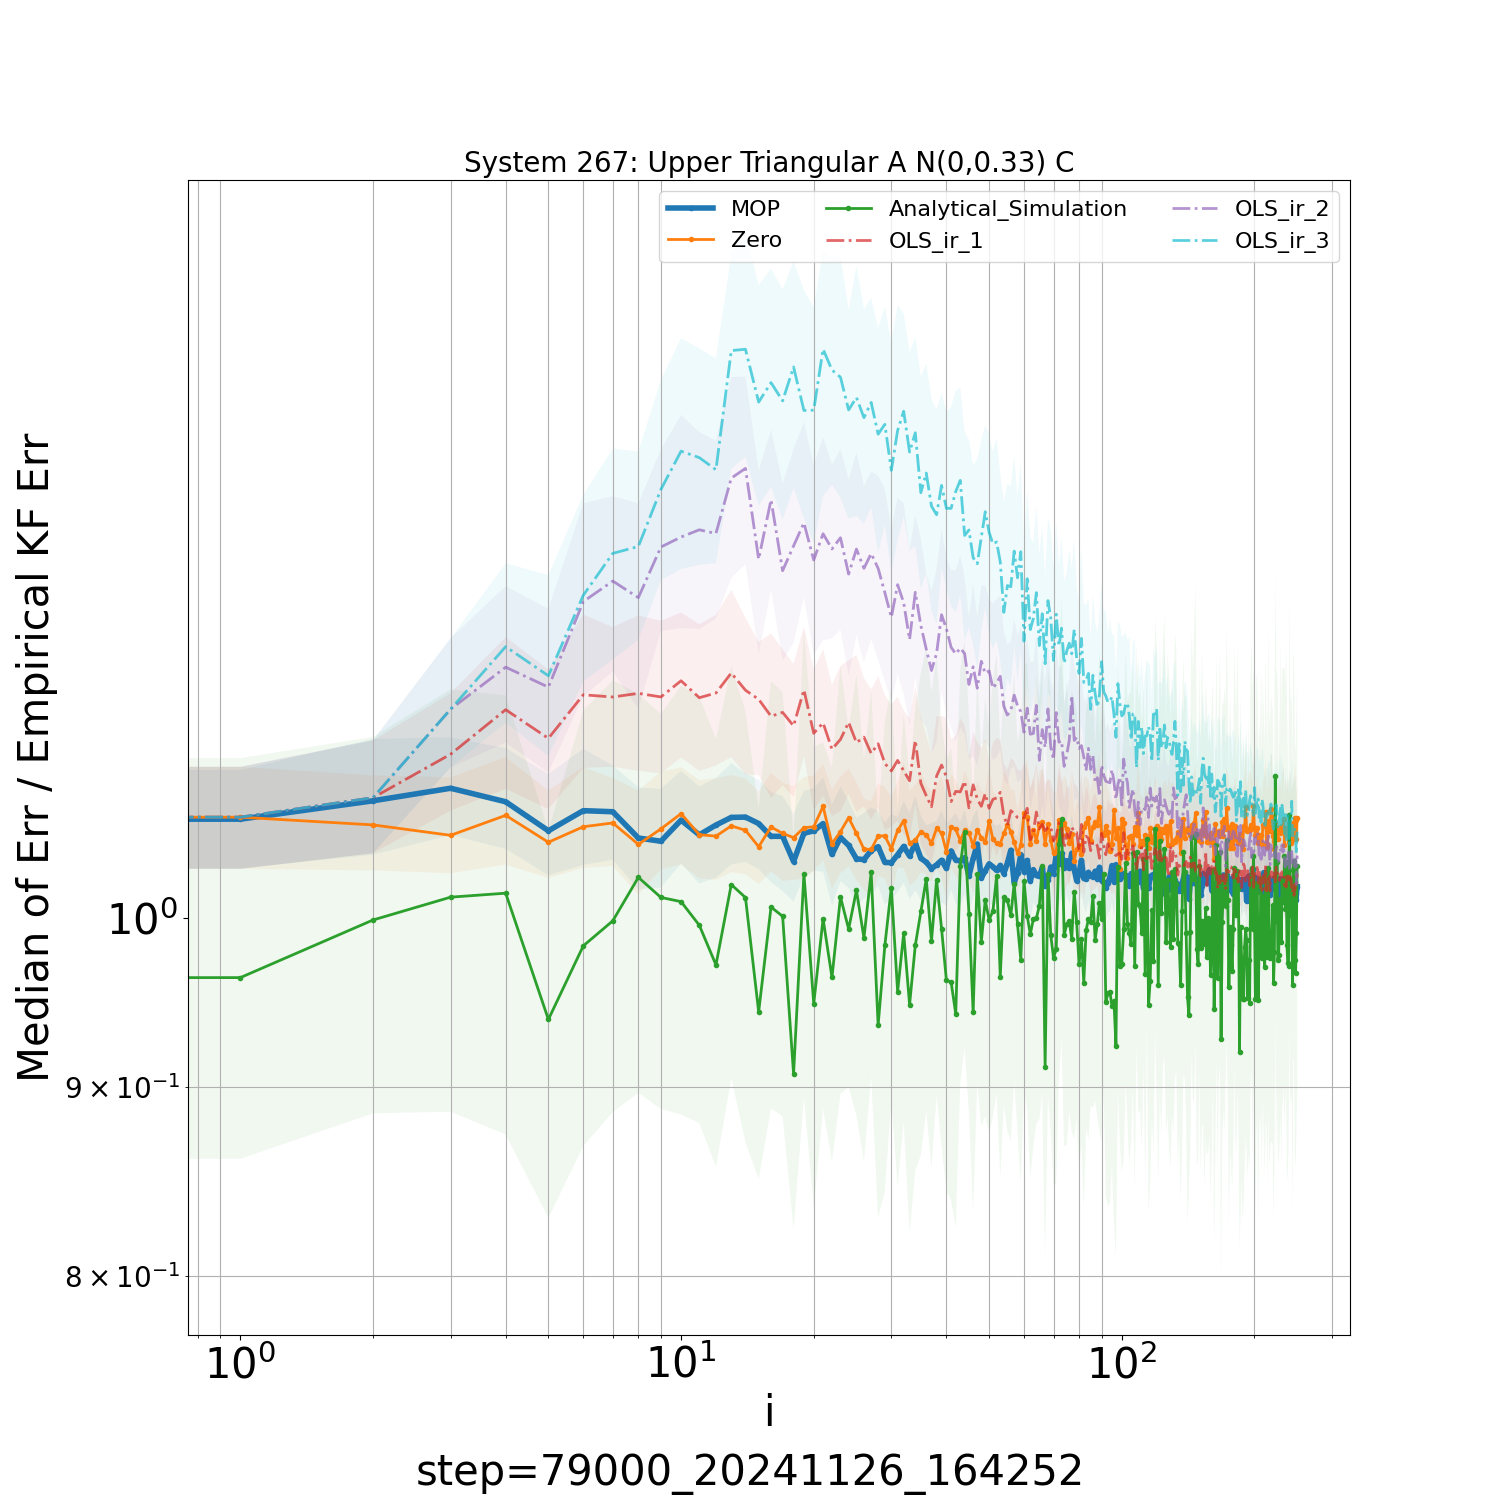 System 267: Upper Triangular A N(0,0.33) C
MOP
Zero
Analytical_Simulation
OLS_ir_1
OLS_ir_2
OLS_ir_3
Median of Err / Empirical KF Err
10⁰
9 × 10⁻¹
8 × 10⁻¹
10⁰
10¹
10²
i
step=79000_20241126_164252